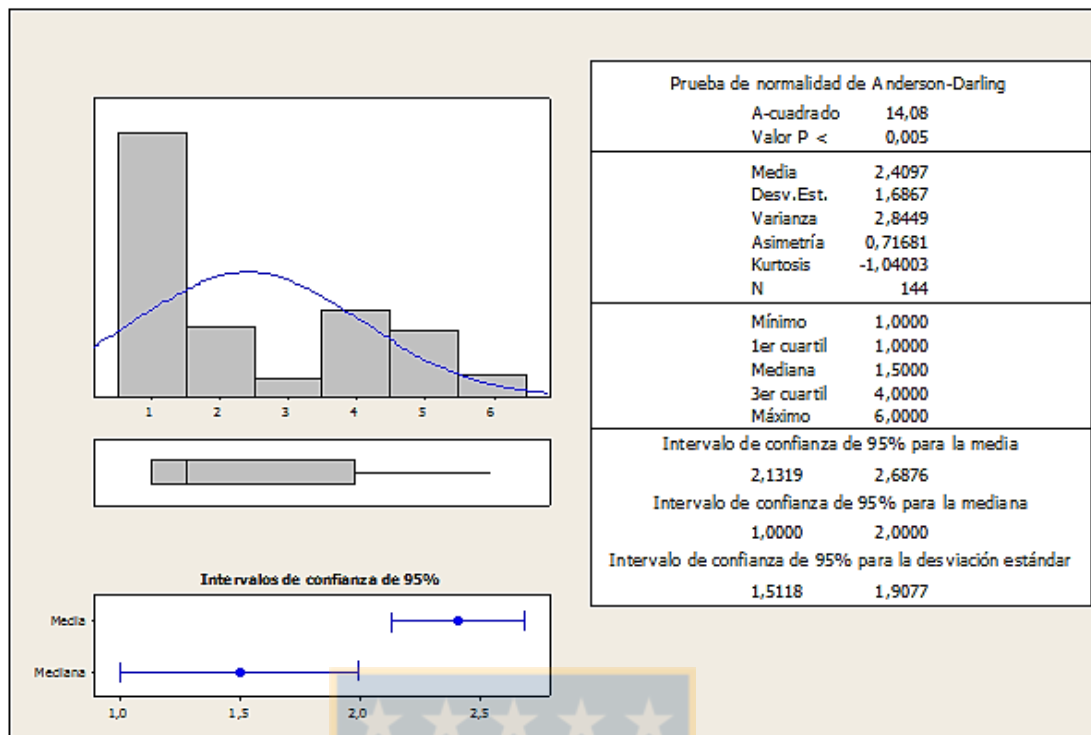 1 2 3 4 5 6
Intervalos de confianza de 95%
Media
Mediana
1,0 1,5 2,0 2,5
Prueba de normalidad de Anderson-Darling
A-cuadrado 14,08
Valor P < 0,005
Media 2,4097
Desv.Est. 1,6867
Varianza 2,8449
Asimetría 0,71681
Kurtosis -1,04003
N 144
Mínimo 1,0000
1er cuartil 1,0000
Mediana 1,5000
3er cuartil 4,0000
Máximo 6,0000
Intervalo de confianza de 95% para la media
2,1319 2,6876
Intervalo de confianza de 95% para la mediana
1,0000 2,0000
Intervalo de confianza de 95% para la desviación estándar
1,5118 1,9077